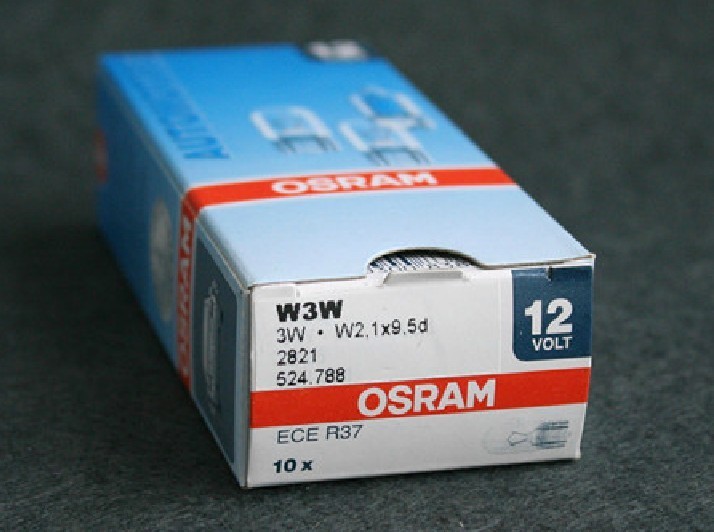 OSRAM
OSRAM
W3W
3W • W2,1x9,5d
2821
524.788
12
VOLT
OSRAM
ECE R37
10 x